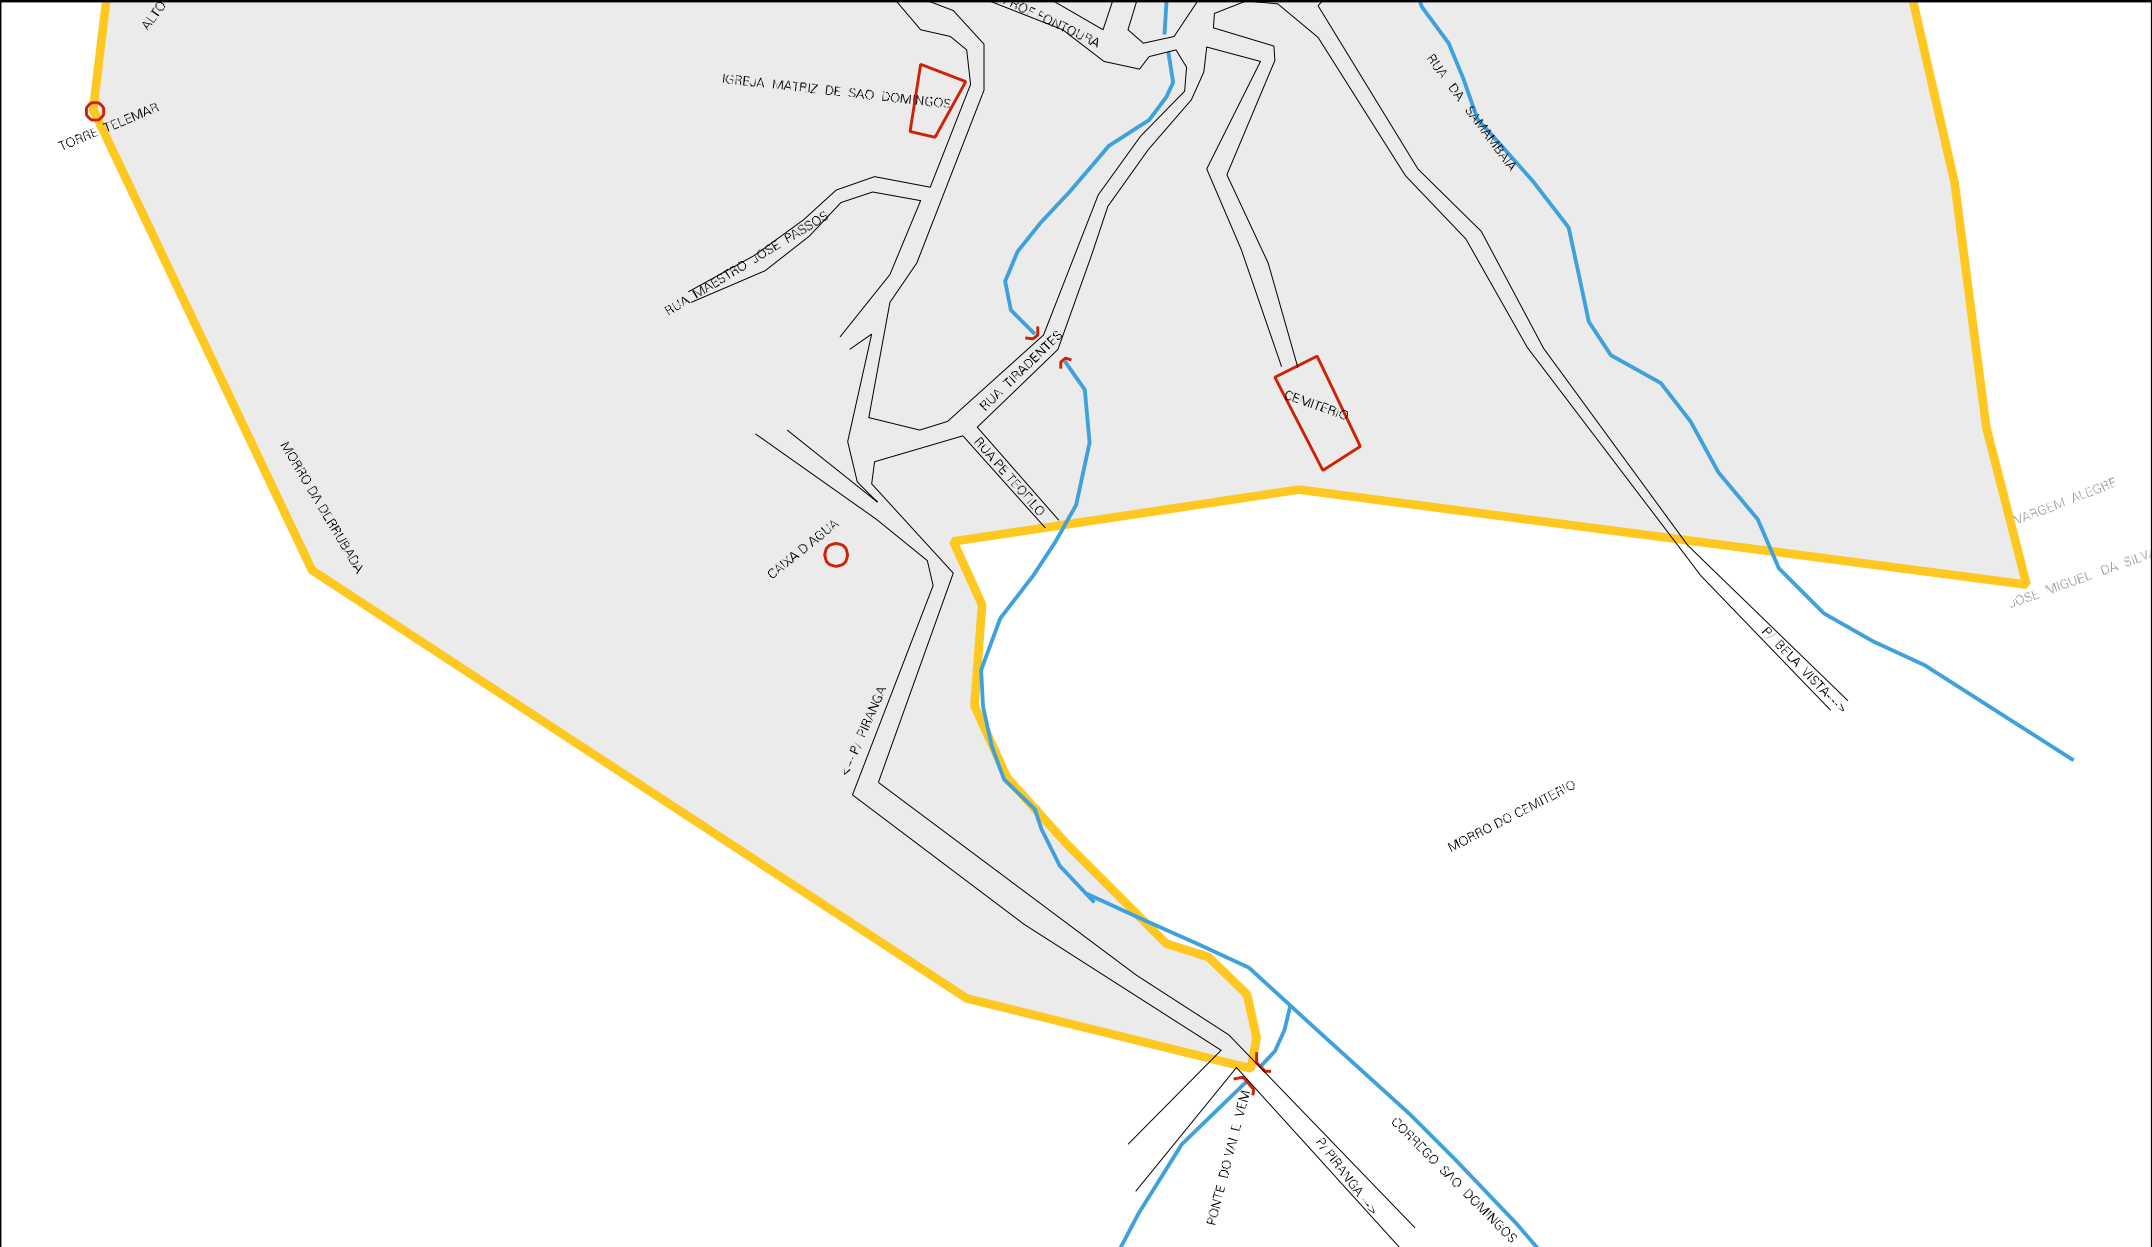 ALTO
PROF FONTOURA
IGREJA MATRIZ DE SAO DOMINGOS
RUA DA SAMAMBAIA
TORRE TELEMAR
RUA MAESTRO JOSE PASSOS
RUA TIRADENTES
CEMITERIO
RUA PE TEOFILO
MORRO DA DERRUBADA
CAIXA D AGUA
VARGEM ALEGRE
JOSE MIGUEL DA SILVA
P/ BELA VISTA--->
<--- P/ PIRANGA
MORRO DO CEMITERIO
PONTE DO VAI E VEM
P/ PIRANGA --->
CORREGO SAO DOMINGOS